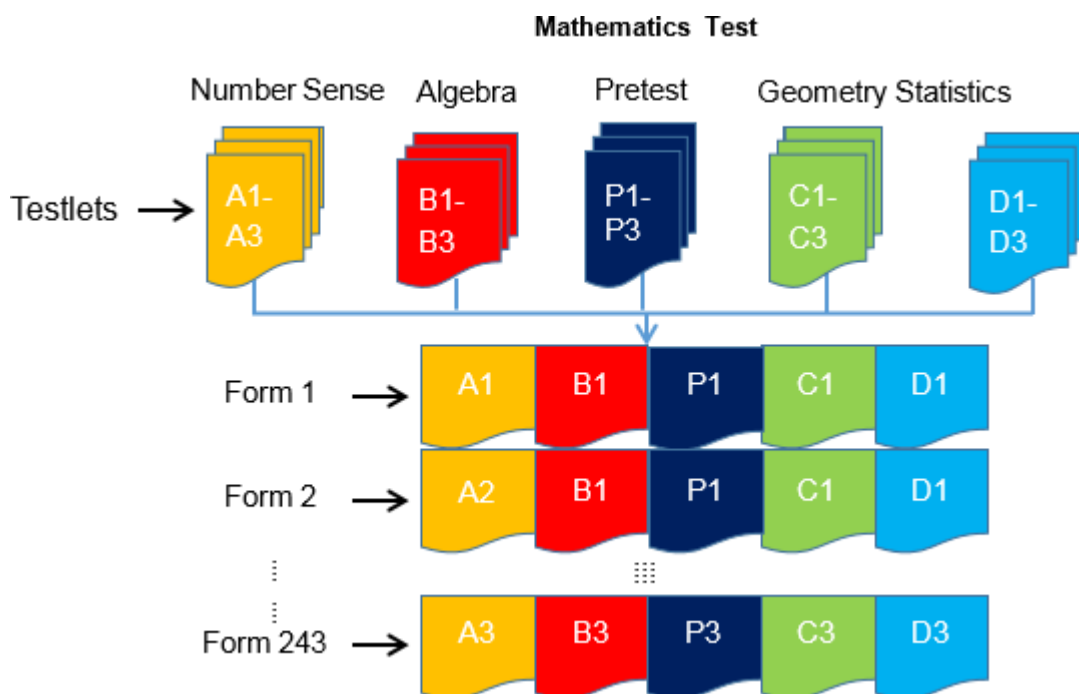 Mathematics Test
Number Sense Algebra Pretest Geometry Statistics
Testlets
A1-
A3
B1-
B3
P1-
P3
C1-
C3
D1-
D3
Form 1 A1 B1 P1 C1 D1
Form 2 A2 B1 P1 C1 D1
Form 243 A3 B3 P3 C3 D3